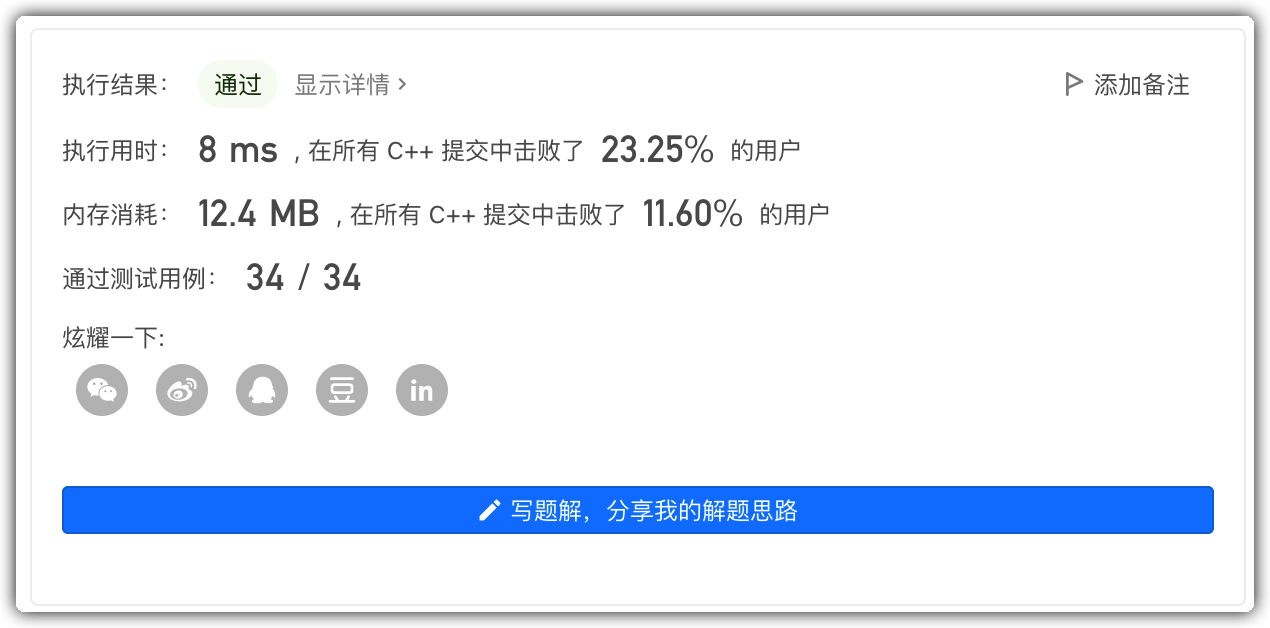 执行结果： 通过 显示详情 › 添加备注
执行用时： 8 ms , 在所有 C++ 提交中击败了 23.25% 的用户
内存消耗： 12.4 MB , 在所有 C++ 提交中击败了 11.60% 的用户
通过测试用例： 34 / 34
炫耀一下:
豆 in
写题解，分享我的解题思路